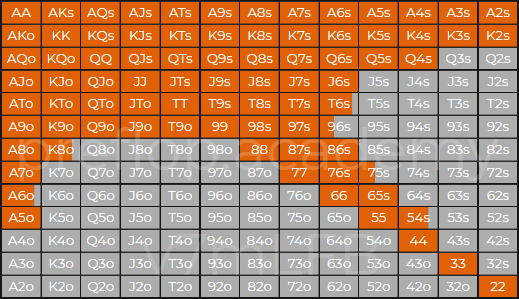 AA AKs AQs AJs ATs A9s A8s A7s A6s A5s A4s A3s A2s
AKo KK KQs KJs KTs K9s K8s K7s K6s K5s K4s K3s K2s
AQo KQo QQ QJs QTs Q9s Q8s Q7s Q6s Q5s Q4s Q3s Q2s
AJo KJo QJo JJ JTs J9s J8s J7s J6s J5s J4s J3s J2s
ATo KTo QTo JTo TT T9s T8s T7s T6s T5s T4s T3s T2s
A9o K9o Q9o J9o T9o 99 98s 97s 96s 95s 94s 93s 92s
A8o K8o Q8o J8o T8o 98o 88 87s 86s 85s 84s 83s 82s
A7o K7o Q7o J7o T7o 97o 87o 77 76s 75s 74s 73s 72s
A6o K6o Q6o J6o T6o 96o 86o 76o 66 65s 64s 63s 62s
A5o K5o Q5o J5o T5o 95o 85o 75o 65o 55 54s 53s 52s
A4o K4o Q4o J4o T4o 94o 84o 74o 64o 54o 44 43s 42s
A3o K3o Q3o J3o T3o 93o 83o 73o 63o 53o 43o 33 32s
A2o K2o Q2o J2o T2o 92o 82o 72o 62o 52o 42o 32o 22
preflop.academy